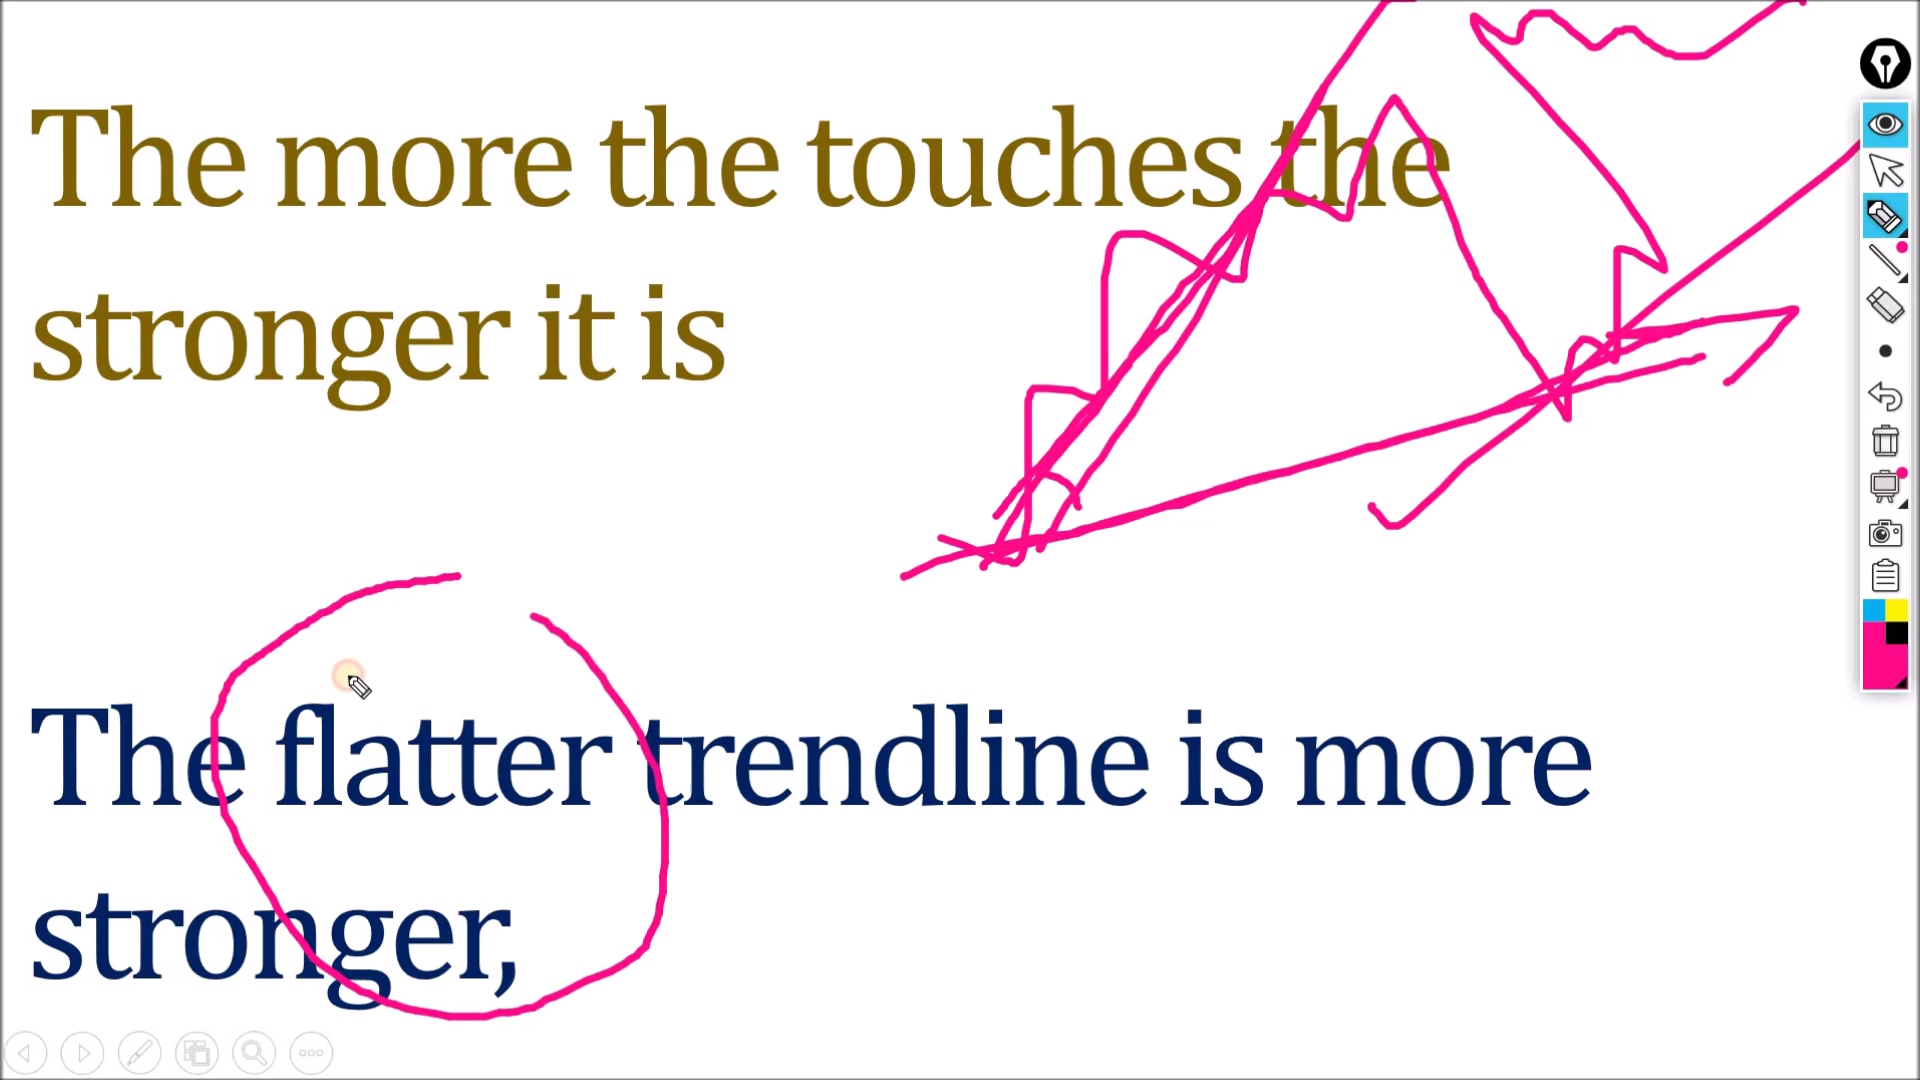 The more the touches the
stronger it is
The flatter trendline is more
stronger,